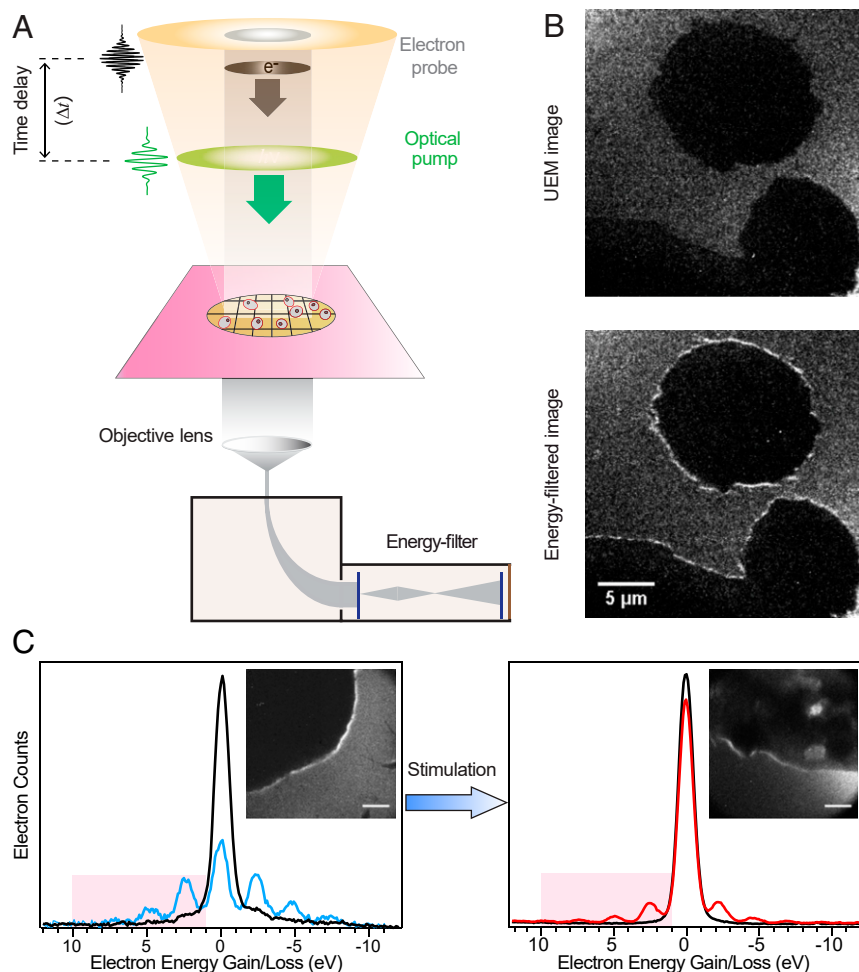 A
Electron
probe
e⁻
Time delay
(Δt)
Optical
pump
Objective lens
Energy-filter
B
UEM image
Energy-filtered image
5 μm
C
Electron Counts
Stimulation
10 5 0 -5 -10
Electron Energy Gain/Loss (eV)
10 5 0 -5 -10
Electron Energy Gain/Loss (eV)